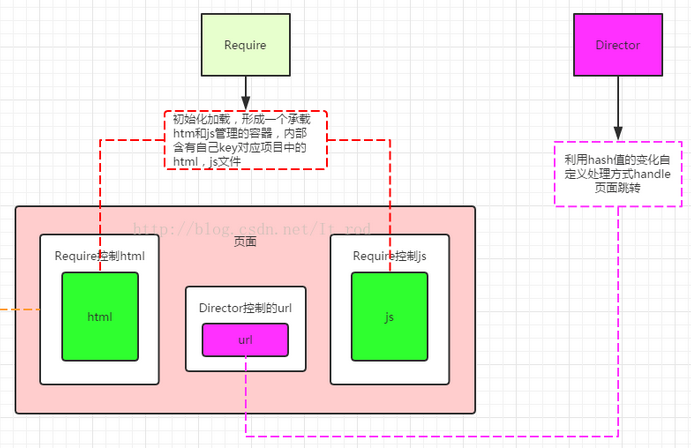 Require
Director
初始化加载，形成一个承载
htm和js管理的容器，内部
含有自己key对应项目中的
html，js文件
利用hash值的变化自
定义处理方式handle
页面跳转
http://blog.csdn.net/lt_yod
页面
Require控制html
html
Director控制的url
url
Require控制js
js